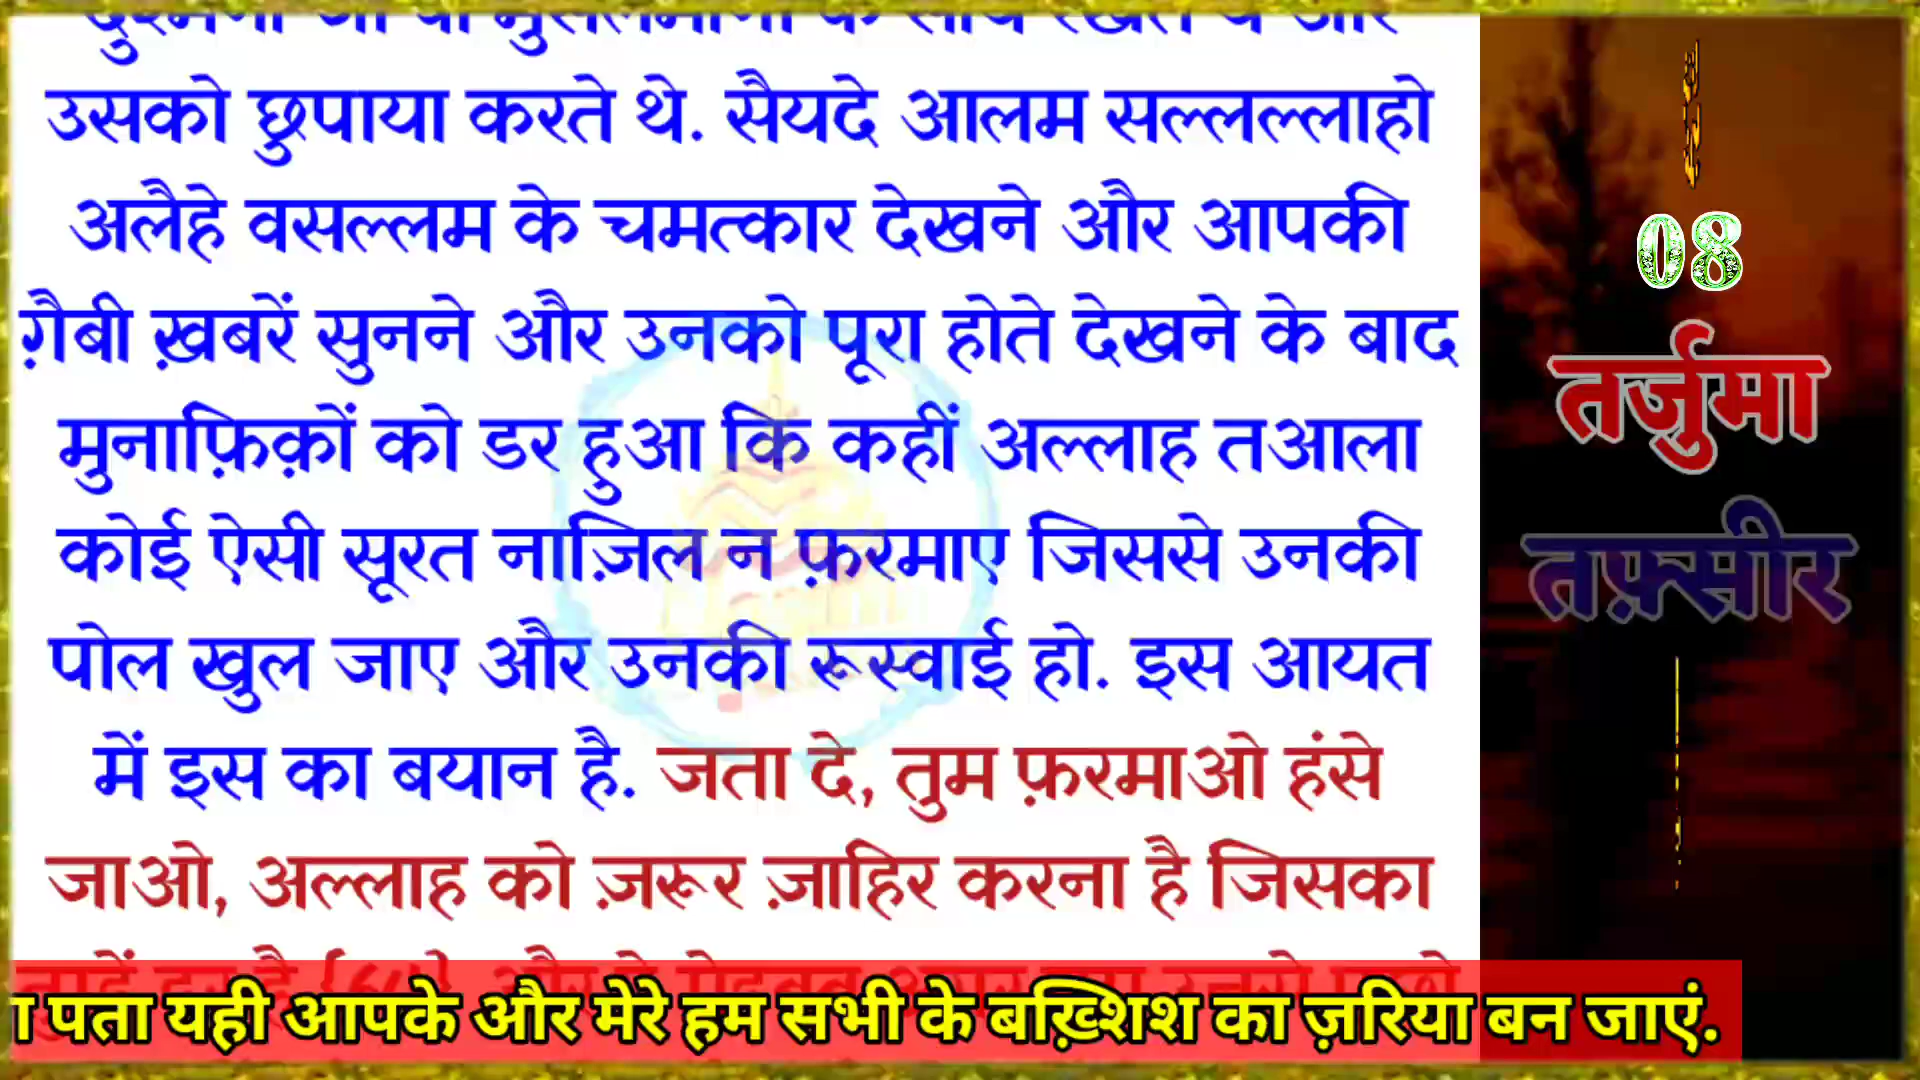 उसको छुपाया करते थे. सैयदे आलम सल्लल्लाहो
अलैहे वसल्लम के चमत्कार देखने और आपकी
ग़ैबी ख़बरें सुनने और उनको पूरा होते देखने के बाद
मुनाफ़िक़ों को डर हुआ कि कहीं अल्लाह तआला
कोई ऐसी सूरत नाज़िल न फ़रमाए जिससे उनकी
पोल खुल जाए और उनकी रूस्वाई हो. इस आयत
में इस का बयान है. जता दे, तुम फ़रमाओ हंसे
जाओ, अल्लाह को ज़रूर ज़ाहिर करना है जिसका
पता यही आपके और मेरे हम सभी के बख़्शिश का ज़रिया बन जाएं.
08
तर्जुमा
तफ़्सीर